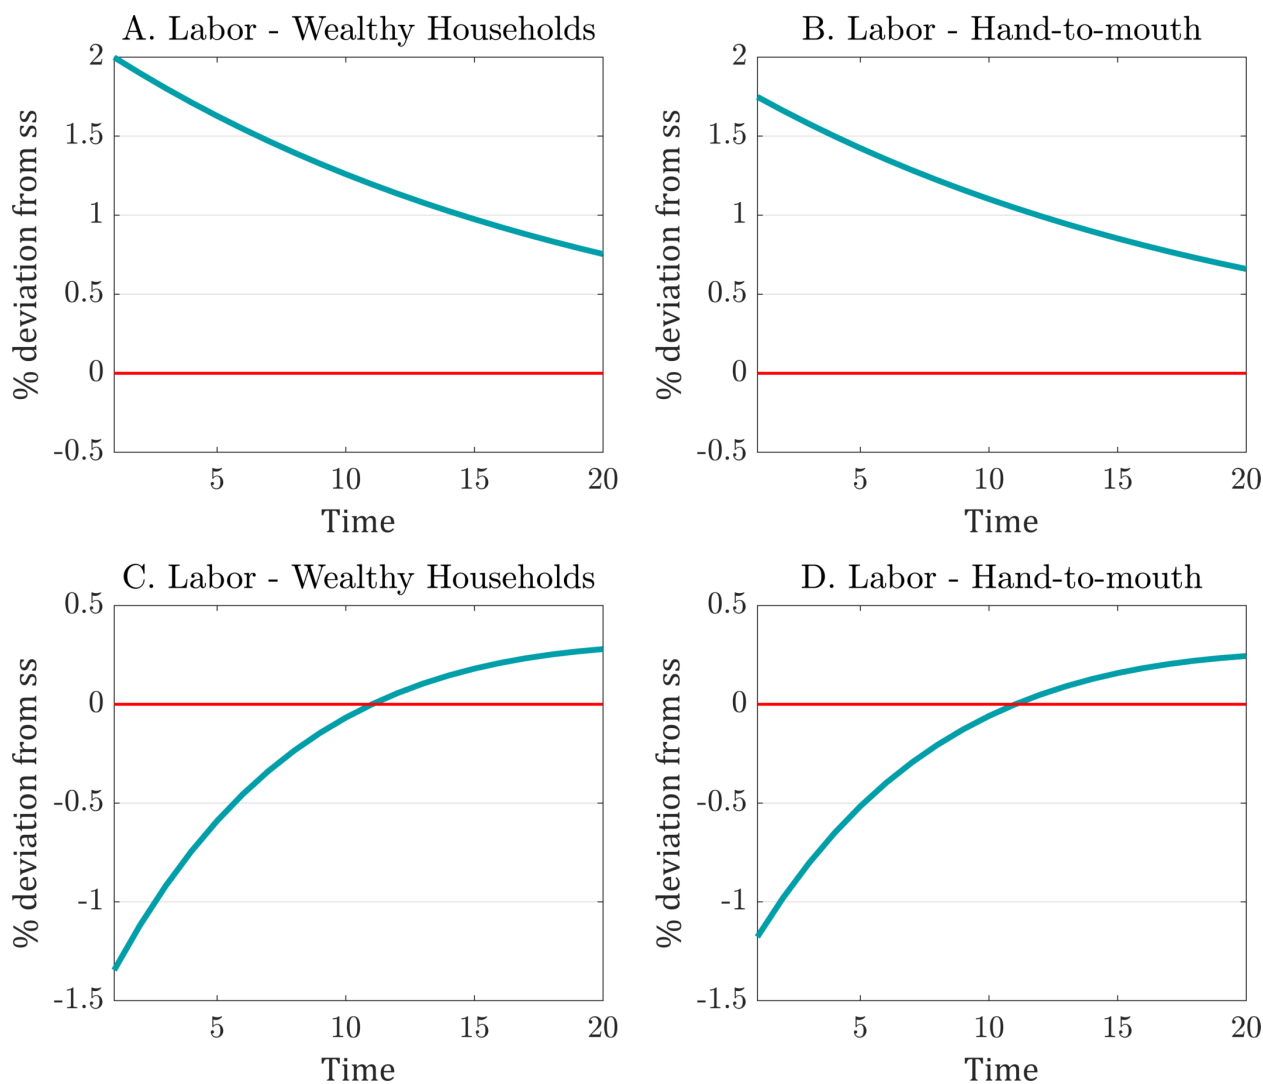 A. Labor - Wealthy Households
% deviation from ss
2
1.5
1
0.5
0
-0.5
5 10 15 20
Time
B. Labor - Hand-to-mouth
% deviation from ss
2
1.5
1
0.5
0
-0.5
5 10 15 20
Time
C. Labor - Wealthy Households
% deviation from ss
0.5
0
-0.5
-1
-1.5
5 10 15 20
Time
D. Labor - Hand-to-mouth
% deviation from ss
0.5
0
-0.5
-1
-1.5
5 10 15 20
Time